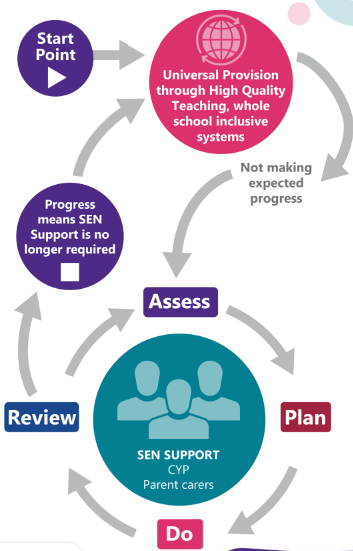 Start
Point
Universal Provision
through High Quality
Teaching, whole
school inclusive
systems
Not making
expected
progress
Progress
means SEN
Support is no
longer required
Assess
Review
Plan
SEN SUPPORT
CYP
Parent carers
Do